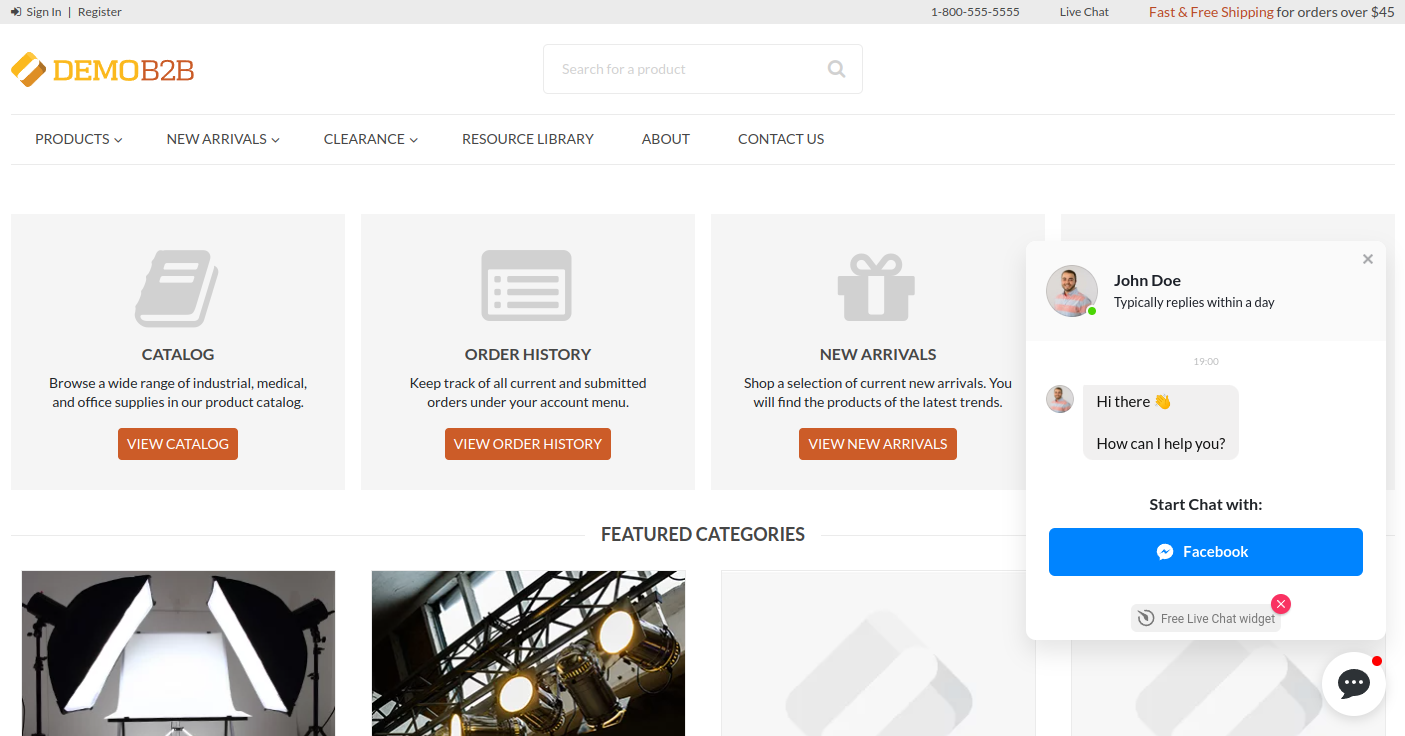 Sign In | Register
1-800-555-5555
Live Chat
Fast & Free Shipping for orders over $45
DEMOB2B
Search for a product
PRODUCTS
NEW ARRIVALS
CLEARANCE
RESOURCE LIBRARY
ABOUT
CONTACT US
CATALOG
Browse a wide range of industrial, medical,
and office supplies in our product catalog.
VIEW CATALOG
ORDER HISTORY
Keep track of all current and submitted
orders under your account menu.
VIEW ORDER HISTORY
NEW ARRIVALS
Shop a selection of current new arrivals. You
will find the products of the latest trends.
VIEW NEW ARRIVALS
John Doe
Typically replies within a day
19:00
Hi there 👋
How can I help you?
Start Chat with:
Facebook
Free Live Chat widget
FEATURED CATEGORIES